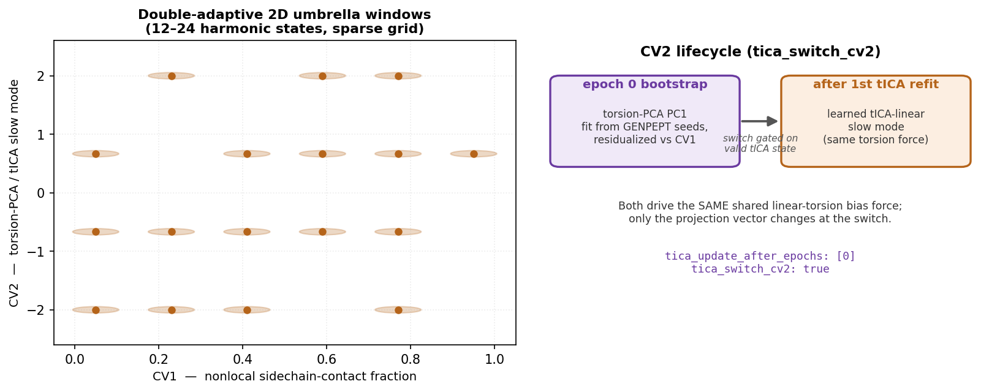 Double-adaptive 2D umbrella windows
(12–24 harmonic states, sparse grid)
CV2 — torsion-PCA / tICA slow mode
2
1
0
−1
−2
0.0
0.2
0.4
0.6
0.8
1.0
CV1 — nonlocal sidechain-contact fraction
CV2 lifecycle (tica_switch_cv2)
epoch 0 bootstrap
torsion-PCA PC1
fit from GENPEPT seeds,
residualized vs CV1
switch gated on
valid tICA state
after 1st tICA refit
learned tICA-linear
slow mode
(same torsion force)
Both drive the SAME shared linear-torsion bias force;
only the projection vector changes at the switch.
tica_update_after_epochs: [0]
tica_switch_cv2: true